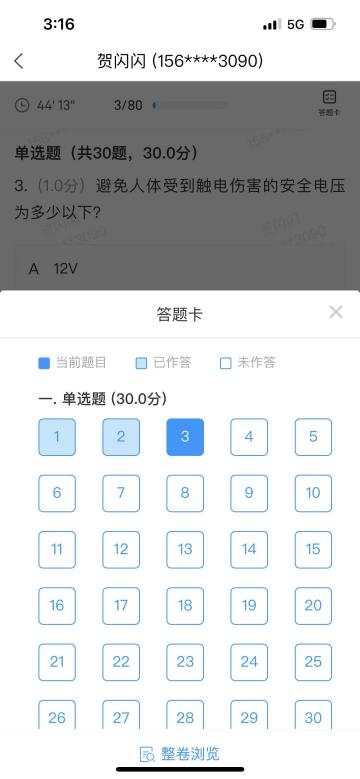 3:16
5G
贺闪闪 (156****3090)
44' 13"
3/80
答题卡
单选题（共30题，30.0分）
3.（1.0分）避免人体受到触电伤害的安全电压
为多少以下?
A 12V
答题卡
当前题目
已作答
未作答
一. 单选题 (30.0分)
1 2 3 4 5
6 7 8 9 10
11 12 13 14 15
16 17 18 19 20
21 22 23 24 25
26 27 28 29 30
整卷浏览